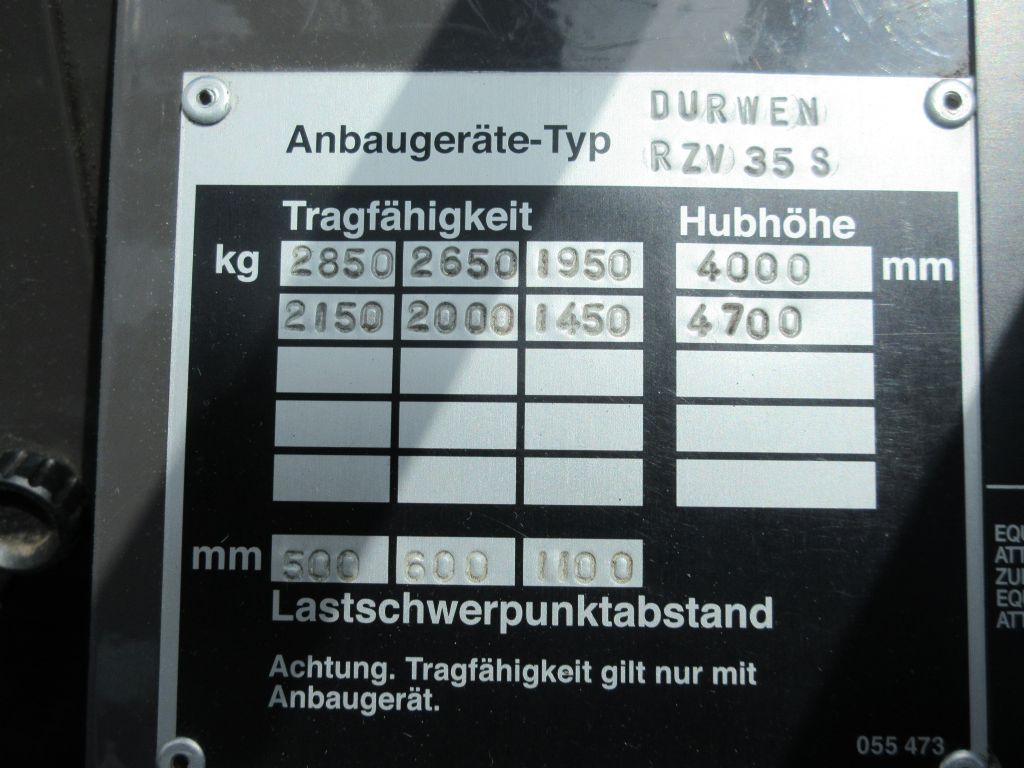 DURWEN
Anbaugeräte-Typ RZV 35 S
Tragfähigkeit Hubhöhe
kg 2850 2650 1950 4000 mm
2150 2000 1450 4700
mm 500 600 1100
Lastschwerpunktabstand
Achtung. Tragfähigkeit gilt nur mit
Anbaugerät.
055 473